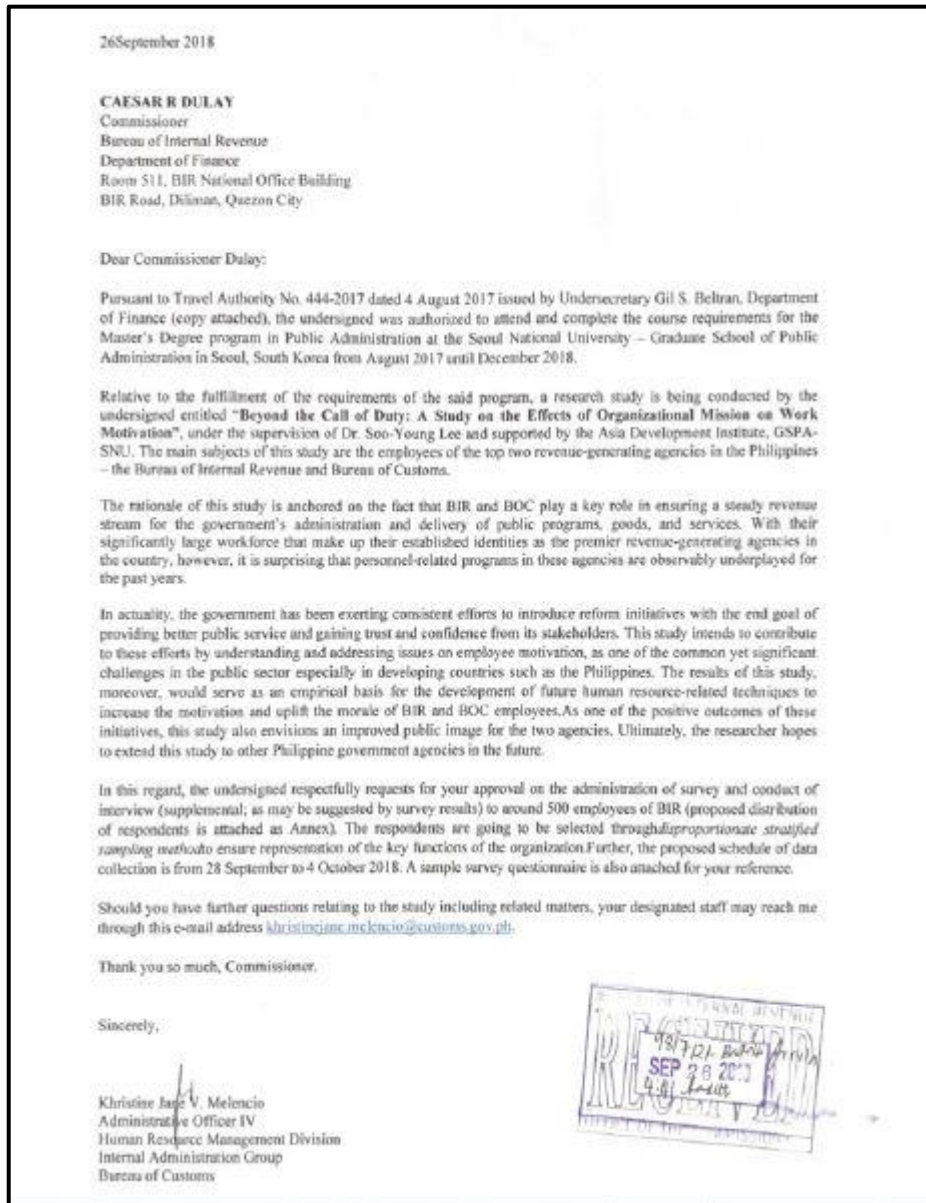 26September 2018
CAESAR R DULAY
Commissioner
Bureau of Internal Revenue
Department of Finance
Room 511, BIR National Office Building
BIR Road, Diliman, Quezon City
Dear Commissioner Dulay:
Pursuant to Travel Authority No. 444-2017 dated 4 August 2017 issued by Undersecretary Gil S. Beltran, Department
of Finance (copy attached), the undersigned was authorized to attend and complete the course requirements for the
Master's Degree program in Public Administration at the Seoul National University – Graduate School of Public
Administration in Seoul, South Korea from August 2017 until December 2018.
Relative to the fulfillment of the requirements of the said program, a research study is being conducted by the
undersigned entitled "Beyond the Call of Duty: A Study on the Effects of Organizational Mission on Work
Motivation", under the supervision of Dr. Soo-Young Lee and supported by the Asia Development Institute, GSPA-
SNU. The main subjects of this study are the employees of the top two revenue-generating agencies in the Philippines
– the Bureau of Internal Revenue and Bureau of Customs.
The rationale of this study is anchored on the fact that BIR and BOC play a key role in ensuring a steady revenue
stream for the government's administration and delivery of public programs, goods, and services. With their
significantly large workforce that make up their established identities as the premier revenue-generating agencies in
the country, however, it is surprising that personnel-related programs in these agencies are observably underplayed for
the past years.
In actuality, the government has been exerting consistent efforts to introduce reform initiatives with the end goal of
providing better public service and gaining trust and confidence from its stakeholders. This study intends to contribute
to these efforts by understanding and addressing issues on employee motivation, as one of the common yet significant
challenges in the public sector especially in developing countries such as the Philippines. The results of this study,
moreover, would serve as an empirical basis for the development of future human resource-related techniques to
increase the motivation and uplift the morale of BIR and BOC employees.As one of the positive outcomes of these
initiatives, this study also envisions an improved public image for the two agencies. Ultimately, the researcher hopes
to extend this study to other Philippine government agencies in the future.
In this regard, the undersigned respectfully requests for your approval on the administration of survey and conduct of
interview (supplemental; as may be suggested by survey results) to around 500 employees of BIR (proposed distribution
of respondents is attached as Annex). The respondents are going to be selected throughdisproportionate stratified
sampling methodto ensure representation of the key functions of the organization.Further, the proposed schedule of data
collection is from 28 September to 4 October 2018. A sample survey questionnaire is also attached for your reference.
Should you have further questions relating to the study including related matters, your designated staff may reach me
through this e-mail address khristinejane.melencio@customs.gov.ph.
Thank you so much, Commissioner.
Sincerely,
Khristine Jane V. Melencio
Administrative Officer IV
Human Resource Management Division
Internal Administration Group
Bureau of Customs
RECEIVED
SEP 26